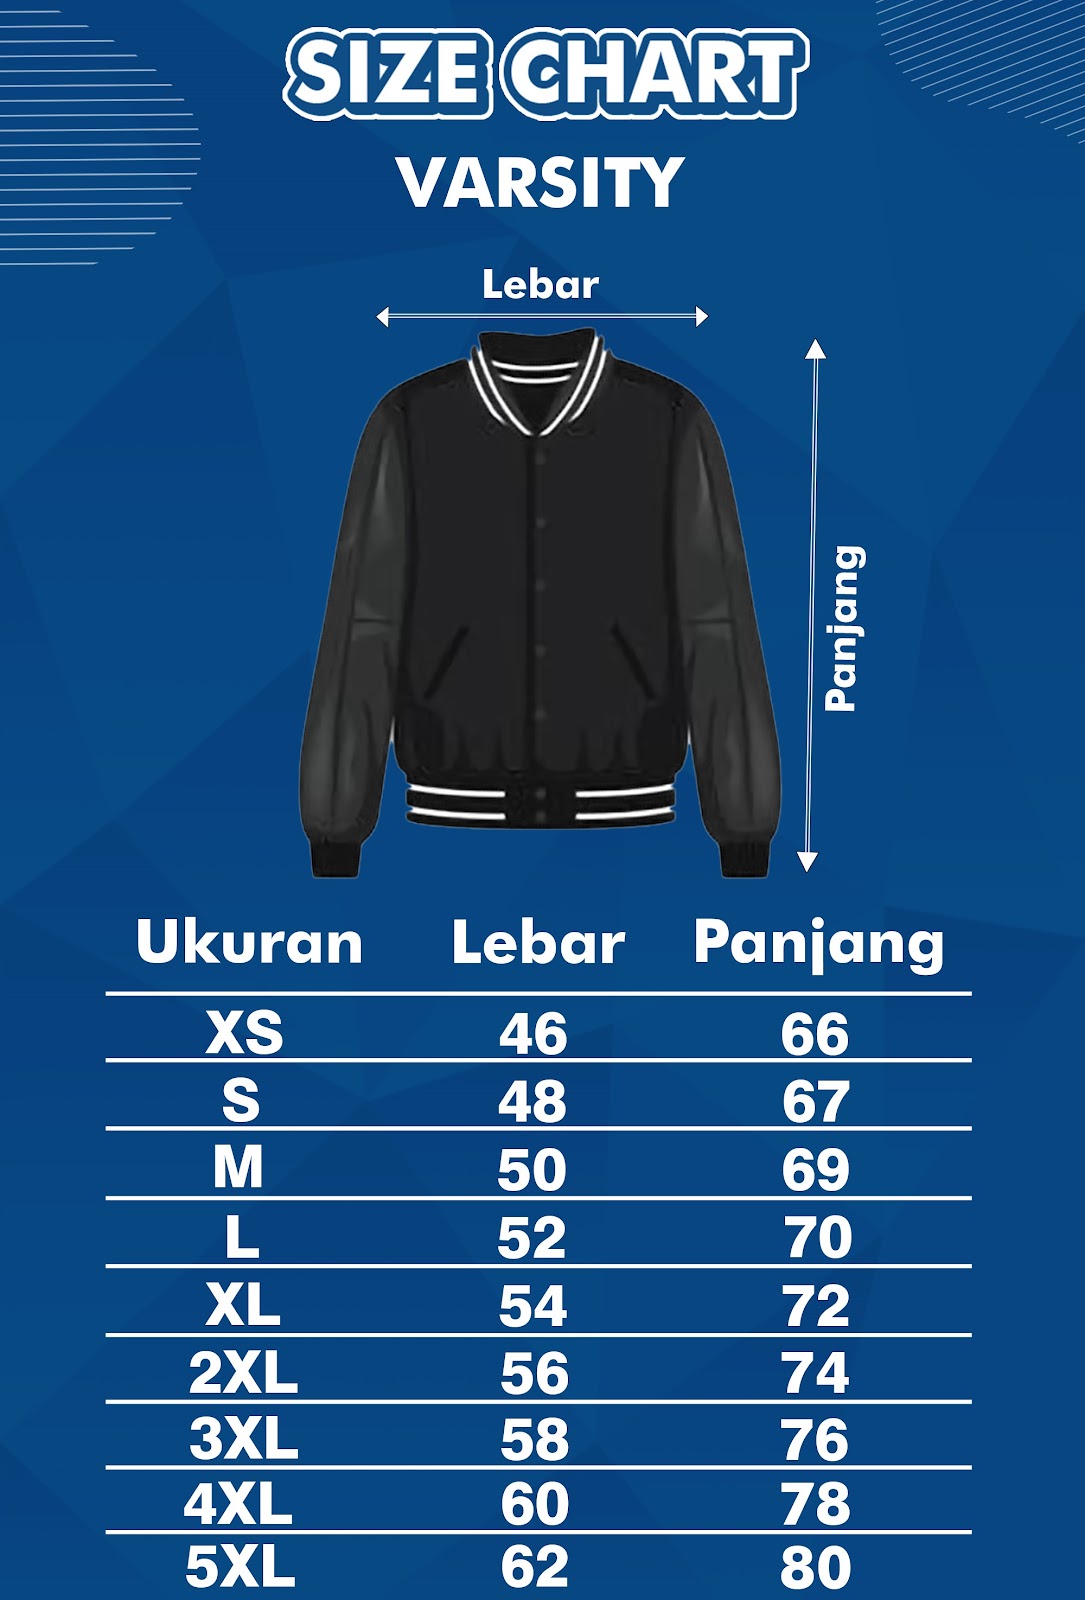 SIZE CHART
VARSITY
Lebar
Panjang
Ukuran Lebar Panjang
XS 46 66
S 48 67
M 50 69
L 52 70
XL 54 72
2XL 56 74
3XL 58 76
4XL 60 78
5XL 62 80